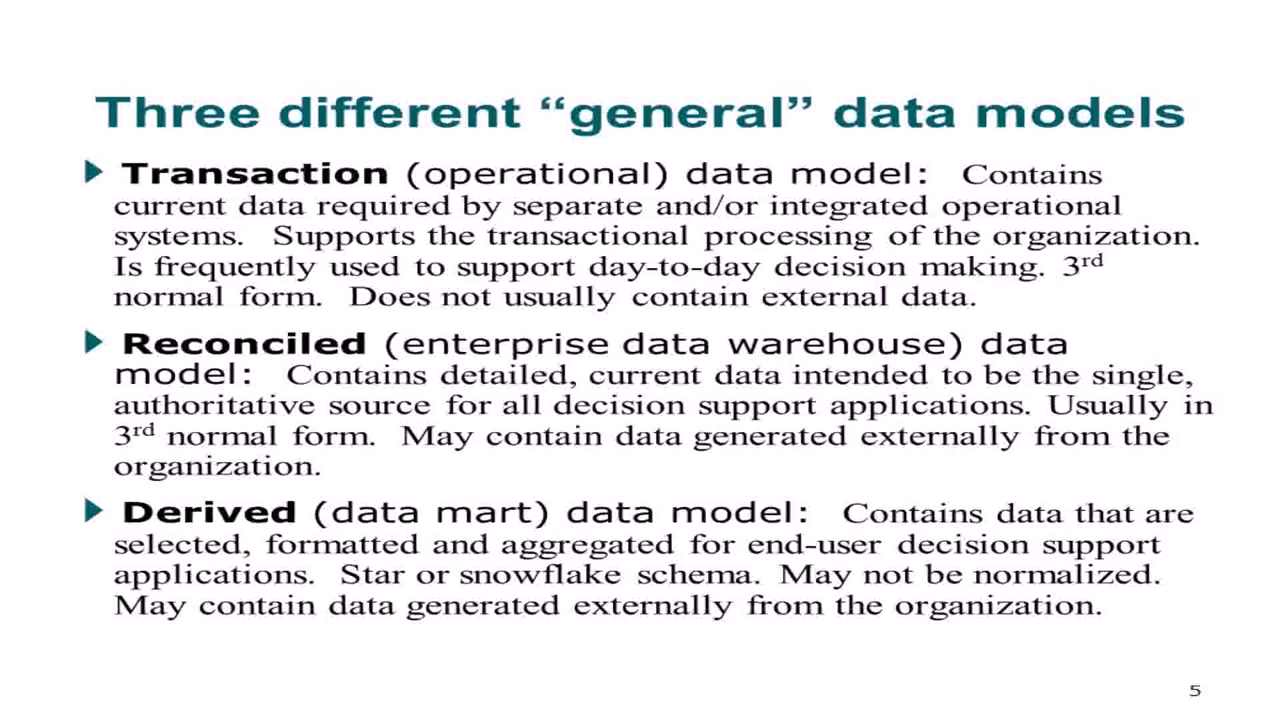 Three different “general” data models
Transaction (operational) data model: Contains
current data required by separate and/or integrated operational
systems. Supports the transactional processing of the organization.
Is frequently used to support day-to-day decision making. 3rd
normal form. Does not usually contain external data.
Reconciled (enterprise data warehouse) data
model: Contains detailed, current data intended to be the single,
authoritative source for all decision support applications. Usually in
3rd normal form. May contain data generated externally from the
organization.
Derived (data mart) data model: Contains data that are
selected, formatted and aggregated for end-user decision support
applications. Star or snowflake schema. May not be normalized.
May contain data generated externally from the organization.
5